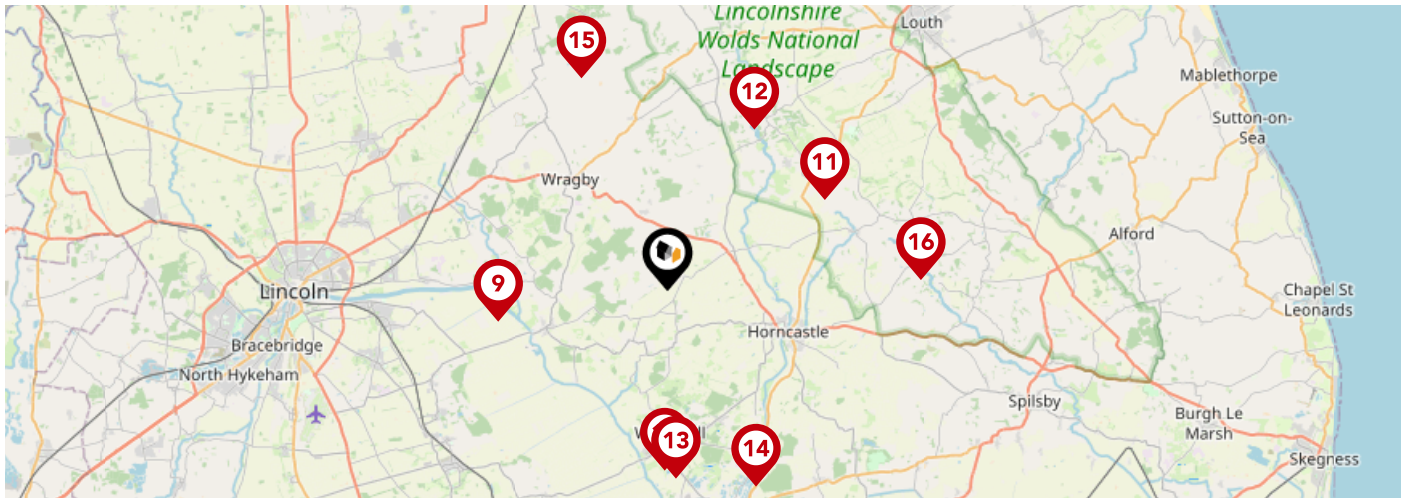 Lincolnshire
Wolds National
Landscape
Louth
15
12
Mablethorpe
Sutton-on-
Sea
11
Wragby
16
Alford
9
Lincoln
Chapel St
Leonards
Horncastle
Bracebridge
North Hykeham
Spilsby
Burgh Le
Marsh
13
14
Skegness